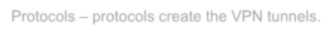 Protocols – protocols create the VPN tunnels.